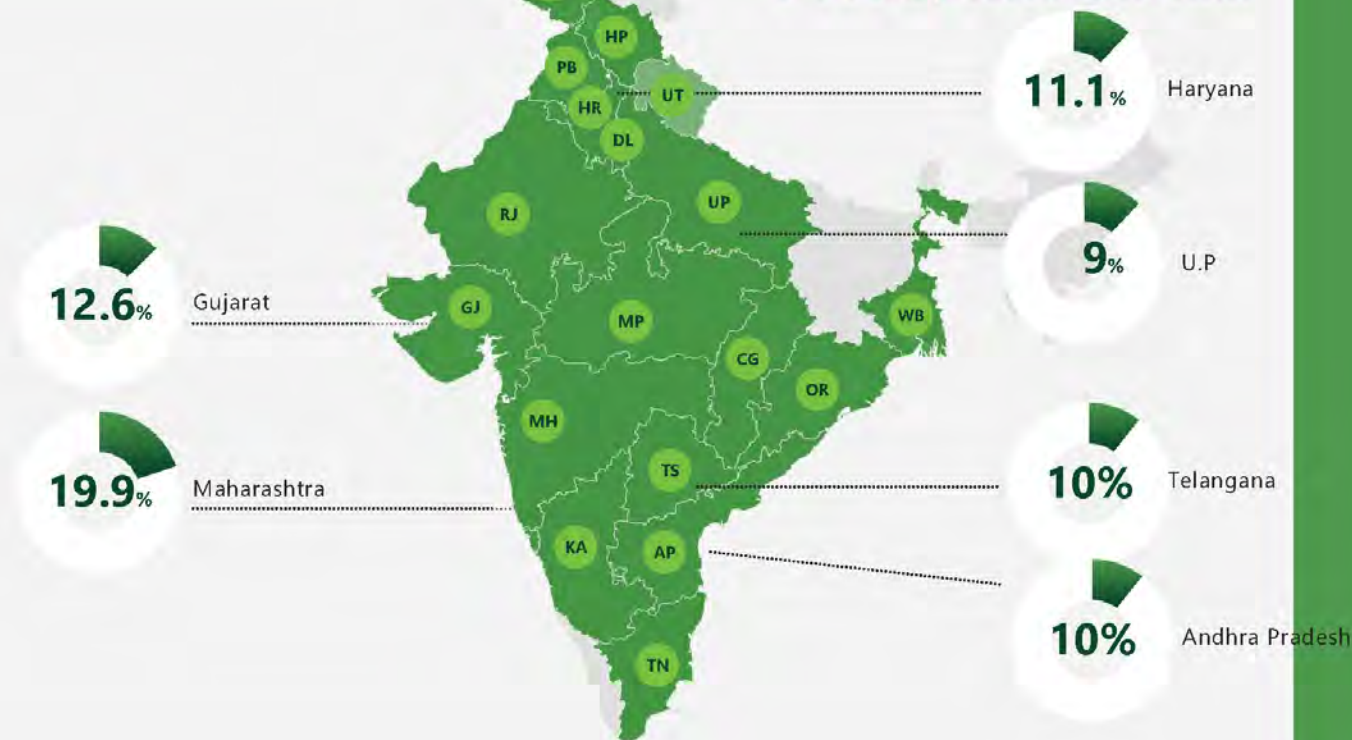 HP
PB
HR
UT
DL
11.1%
Haryana
RJ
UP
9%
U.P
12.6%
Gujarat
GJ
MP
WB
CG
OR
MH
19.9%
Maharashtra
TS
10%
Telangana
KA
AP
10%
Andhra Pradesh
TN